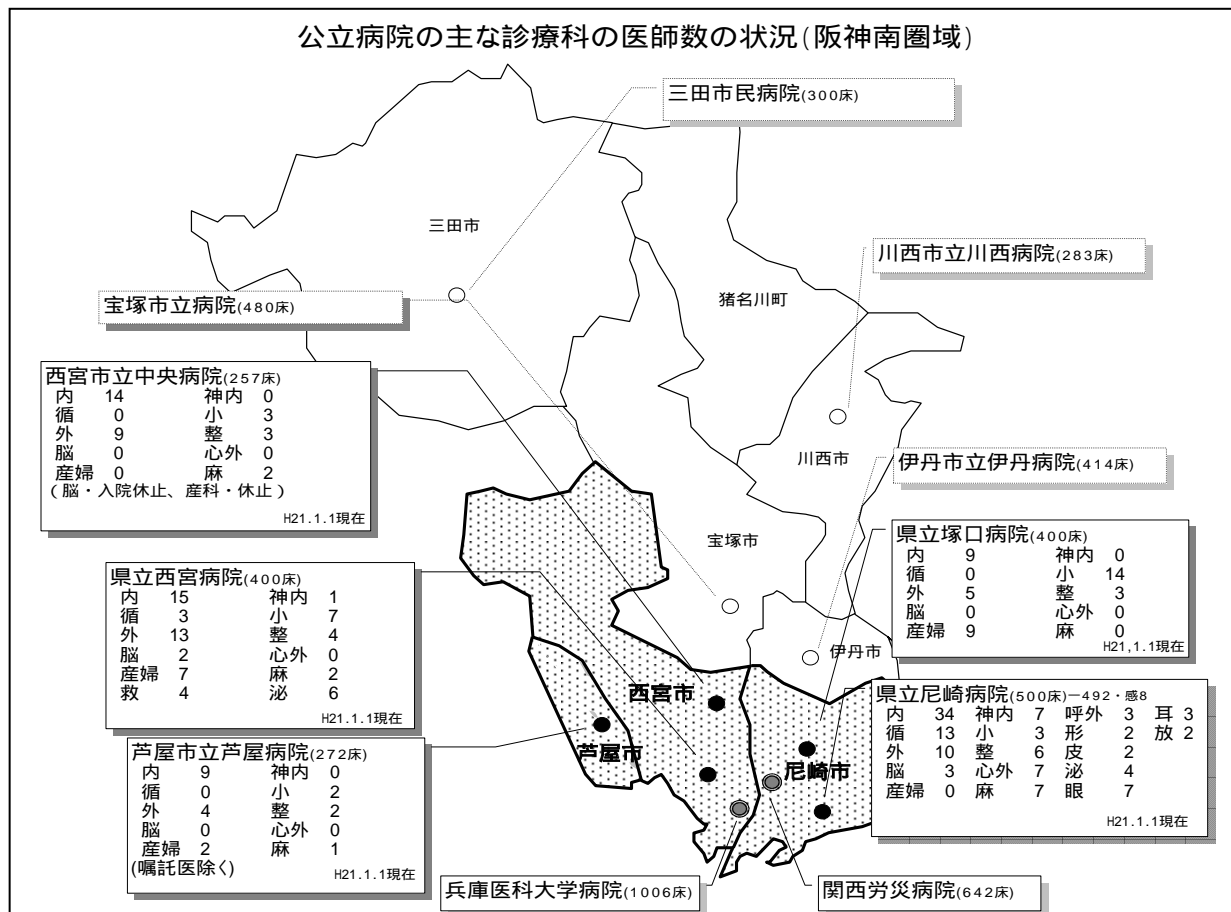 公立病院の主な診療科の医師数の状況(阪神南圏域)
三田市民病院(300床)
三田市
川西市立川西病院(283床)
宝塚市立病院(480床)
猪名川町
西宮市立中央病院(257床)
内 14 神内 0
循 0 小 3
外 9 整 3
脳 0 心外 0
産婦 0 麻 2
(脳・入院休止、産科・休止)
H21.1.1現在
川西市
伊丹市立伊丹病院(414床)
宝塚市
県立塚口病院(400床)
内 9 神内 0
循 0 小 14
外 5 整 3
脳 0 心外 0
産婦 9 麻 0
H21,1.1現在
県立西宮病院(400床)
内 15 神内 1
循 3 小 7
外 13 整 4
脳 2 心外 0
産婦 7 麻 2
救 4 泌 6
H21.1.1現在
伊丹市
西宮市
県立尼崎病院(500床)−492・感8
内 34 神内 7 呼外 3 耳 3
循 13 小 3 形 2 放 2
外 10 整 6 皮 2
脳 3 心外 7 泌 4
産婦 0 麻 7 眼 7
H21.1.1現在
芦屋市
尼崎市
芦屋市立芦屋病院(272床)
内 9 神内 0
循 0 小 2
外 4 整 2
脳 0 心外 0
産婦 2 麻 1
(嘱託医除く)
H21.1.1現在
兵庫医科大学病院(1006床)
関西労災病院(642床)